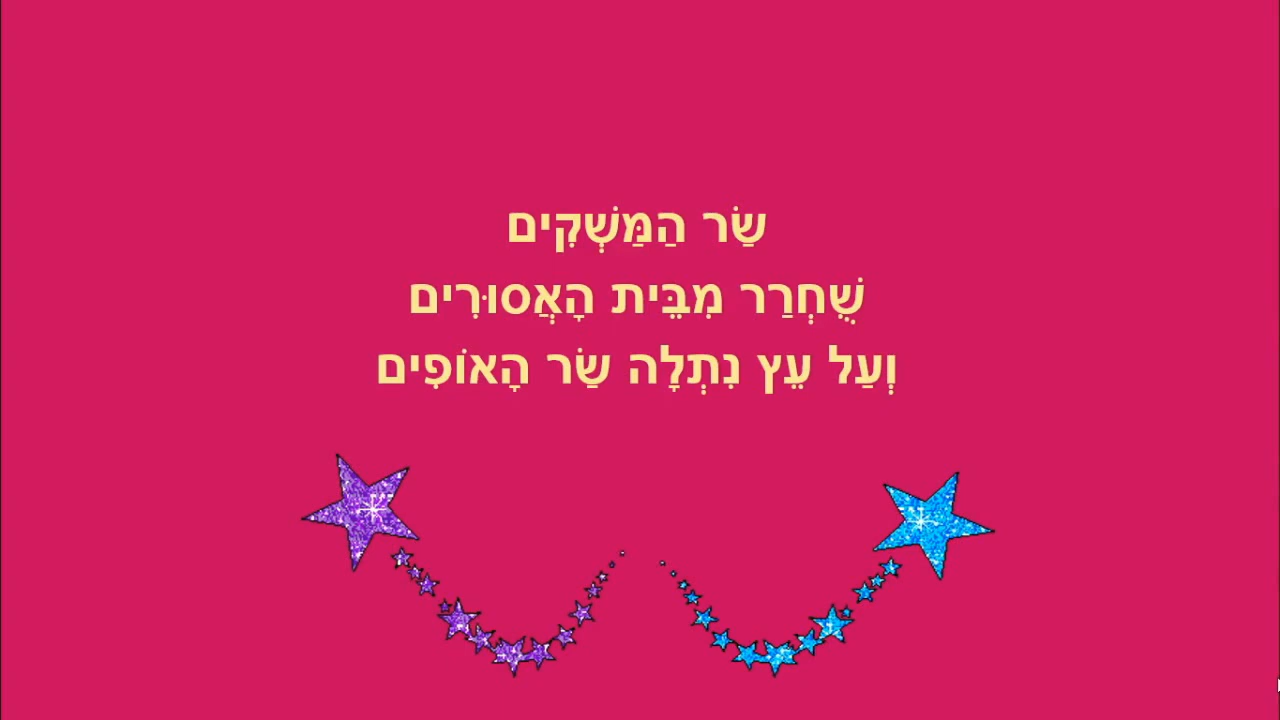 שַׂר הַמַּשְׁקִים
שֻׁחְרַר מִבֵּית הָאֲסוּרִים
וְעַל עֵץ נִתְלָה שַׂר הָאוֹפִים